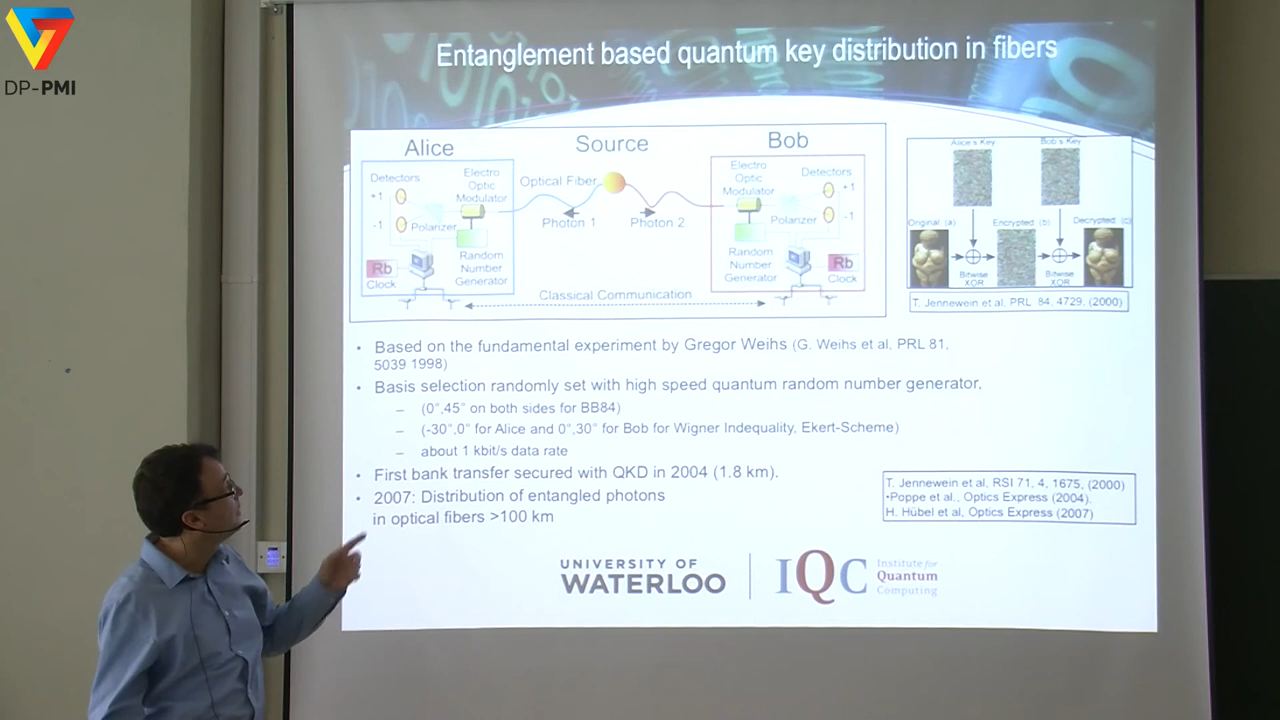 DP-PMI
Entanglement based quantum key distribution in fibers
Alice
Source
Bob
Detectors
+1
-1
Electro
Optic
Modulator
Polarizer
Random
Number
Generator
Rb
Clock
Optical Fiber
Photon 1
Photon 2
Electro
Optic
Modulator
Detectors
+1
-1
Polarizer
Random
Number
Generator
Rb
Clock
Classical Communication
Alice's Key
Bob's Key
Original (a)
Encrypted (b)
Decrypted (c)
Bitwise
XOR
Bitwise
XOR
T. Jennewein et al, PRL 84, 4729, (2000)
• Based on the fundamental experiment by Gregor Weihs (G. Weihs et al, PRL 81,
5039 1998)
• Basis selection randomly set with high speed quantum random number generator,
– (0°,45° on both sides for BB84)
– (-30°,0° for Alice and 0°,30° for Bob for Wigner Indequality, Ekert-Scheme)
– about 1 kbit/s data rate
• First bank transfer secured with QKD in 2004 (1.8 km).
• 2007: Distribution of entangled photons
in optical fibers >100 km
T. Jennewein et al, RSI 71, 4, 1675, (2000)
•Poppe et al., Optics Express (2004),
H. Hübel et al, Optics Express (2007)
UNIVERSITY OF
WATERLOO
IQC
Institute for
Quantum
Computing